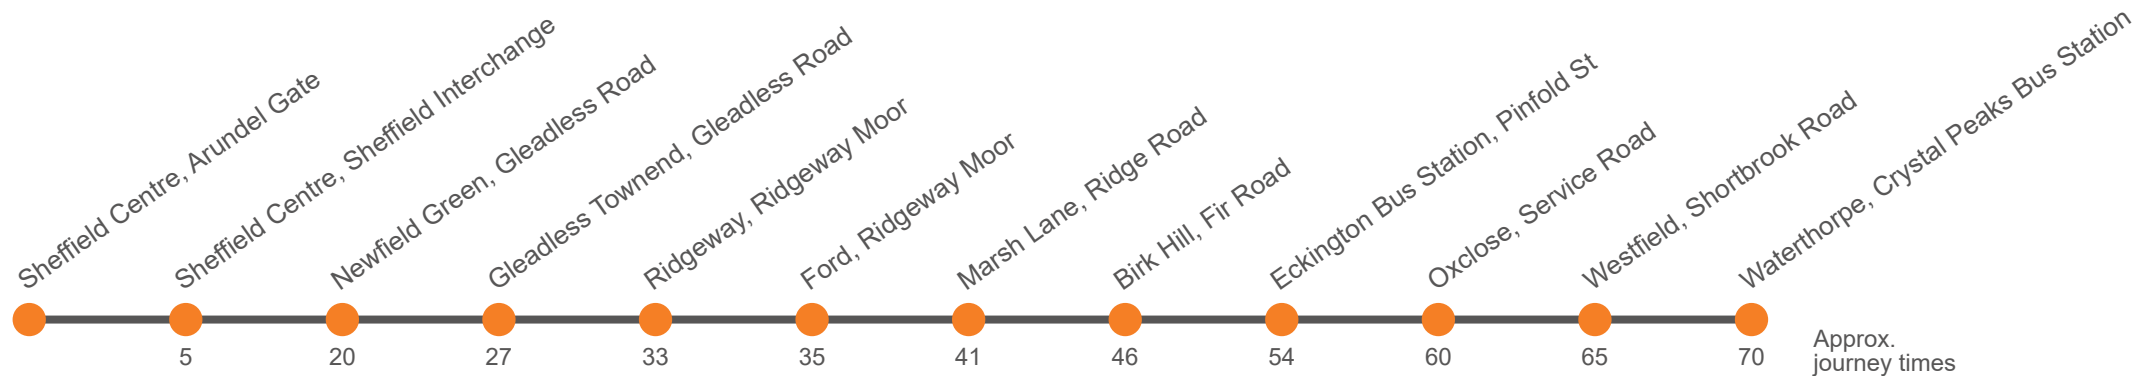 Sheffield Centre, Arundel Gate
Sheffield Centre, Sheffield Interchange
Newfield Green, Gleadless Road
Gleadless Townend, Gleadless Road
Ridgeway, Ridgeway Moor
Ford, Ridgeway Moor
Marsh Lane, Ridge Road
Birk Hill, Fir Road
Eckington Bus Station, Pinfold St
Oxclose, Service Road
Westfield, Shortbrook Road
Waterthorpe, Crystal Peaks Bus Station
5 20 27 33 35 41 46 54 60 65 70
Approx.
journey times